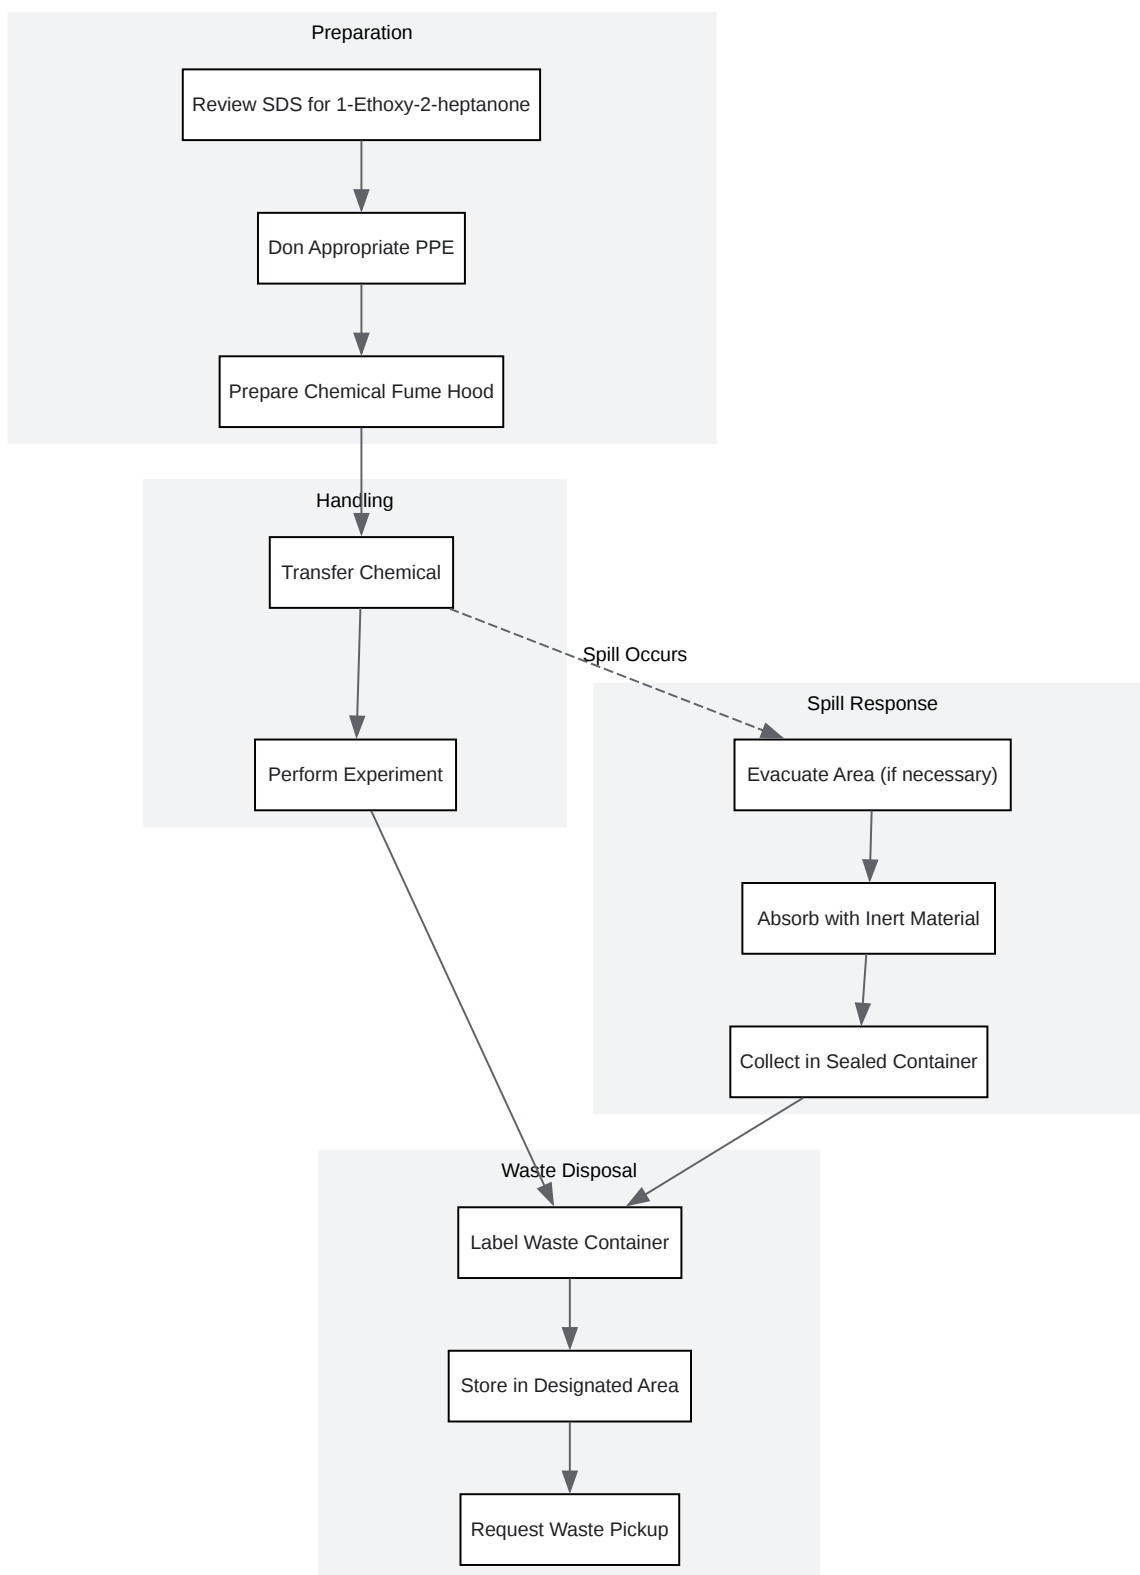 Preparation
Review SDS for 1-Ethoxy-2-heptanone
Don Appropriate PPE
Prepare Chemical Fume Hood
Handling
Transfer Chemical
Spill Occurs
Spill Response
Perform Experiment
Evacuate Area (if necessary)
Absorb with Inert Material
Collect in Sealed Container
Waste Disposal
Label Waste Container
Store in Designated Area
Request Waste Pickup